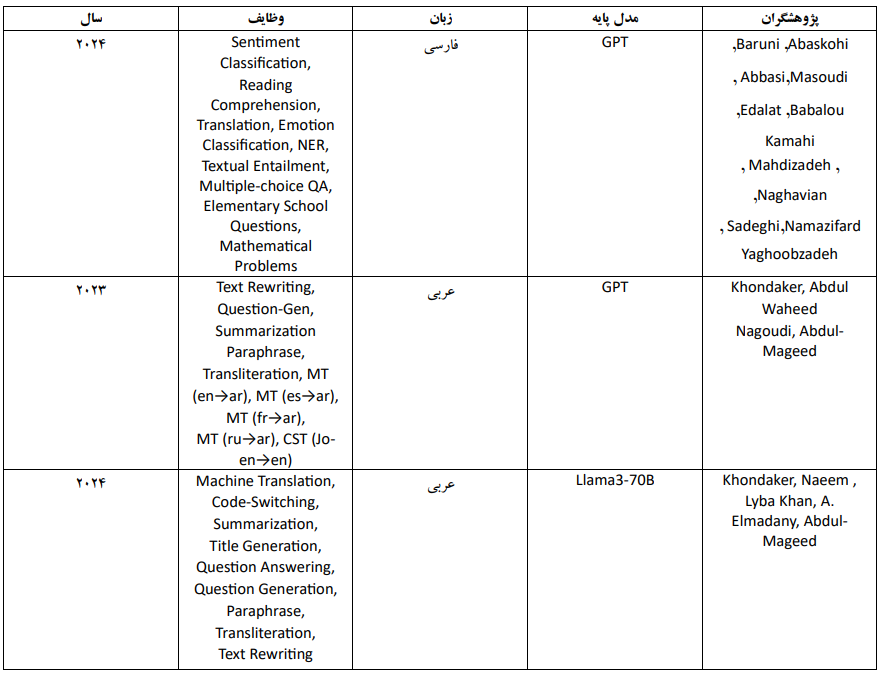 پژوهشگران
مدل پایه
زبان
وظایف
سال
,Baruni ,Abaskohi
, Abbasi,Masoudi
,Edalat ,Babalou
Kamahi
, Mahdizadeh ,
,Naghavian
, Sadeghi,Namazifard
Yaghoobzadeh
GPT
فارسی
Sentiment
Classification,
Reading
Comprehension,
Translation, Emotion
Classification, NER,
Textual Entailment,
Multiple-choice QA,
Elementary School
Questions,
Mathematical
Problems
۲۰۲۴
Khondaker, Abdul
Waheed
Nagoudi, Abdul-
Mageed
GPT
عربی
Text Rewriting,
Question-Gen,
Summarization
Paraphrase,
Transliteration, MT
(en→ar), MT (es→ar),
MT (fr→ar),
MT (ru→ar), CST (Jo-
en→en)
۲۰۲۳
Khondaker, Naeem ,
Lyba Khan, A.
Elmadany, Abdul-
Mageed
Llama3-70B
عربی
Machine Translation,
Code-Switching,
Summarization,
Title Generation,
Question Answering,
Question Generation,
Paraphrase,
Transliteration,
Text Rewriting
۲۰۲۴